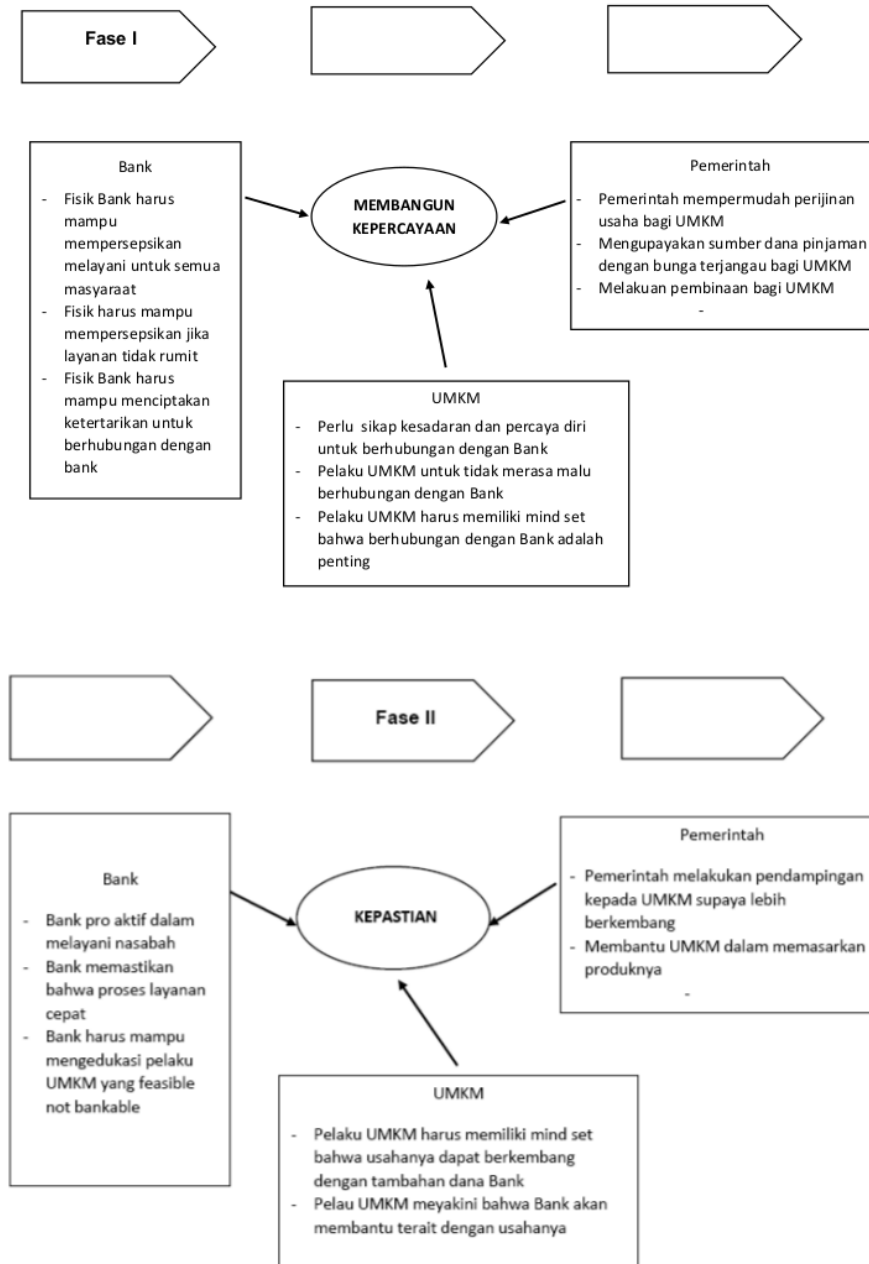 Fase I
Bank
- Fisik Bank harus
mampu
mempersepsikan
melayani untuk semua
masyaraat
- Fisik harus mampu
mempersepsikan jika
layanan tidak rumit
- Fisik Bank harus
mampu menciptakan
ketertarikan untuk
berhubungan dengan
bank
MEMBANGUN
KEPERCAYAAN
Pemerintah
- Pemerintah mempermudah perijinan
usaha bagi UMKM
- Mengupayakan sumber dana pinjaman
dengan bunga terjangau bagi UMKM
- Melakuan pembinaan bagi UMKM
-
UMKM
- Perlu sikap kesadaran dan percaya diri
untuk berhubungan dengan Bank
- Pelaku UMKM untuk tidak merasa malu
berhubungan dengan Bank
- Pelaku UMKM harus memiliki mind set
bahwa berhubungan dengan Bank adalah
penting
Fase II
Bank
- Bank pro aktif dalam
melayani nasabah
- Bank memastikan
bahwa proses layanan
cepat
- Bank harus mampu
mengedukasi pelaku
UMKM yang feasible
not bankable
KEPASTIAN
Pemerintah
- Pemerintah melakukan pendampingan
kepada UMKM supaya lebih
berkembang
- Membantu UMKM dalam memasarkan
produknya
-
UMKM
- Pelaku UMKM harus memiliki mind set
bahwa usahanya dapat berkembang
dengan tambahan dana Bank
- Pelau UMKM meyakini bahwa Bank akan
membantu terait dengan usahanya